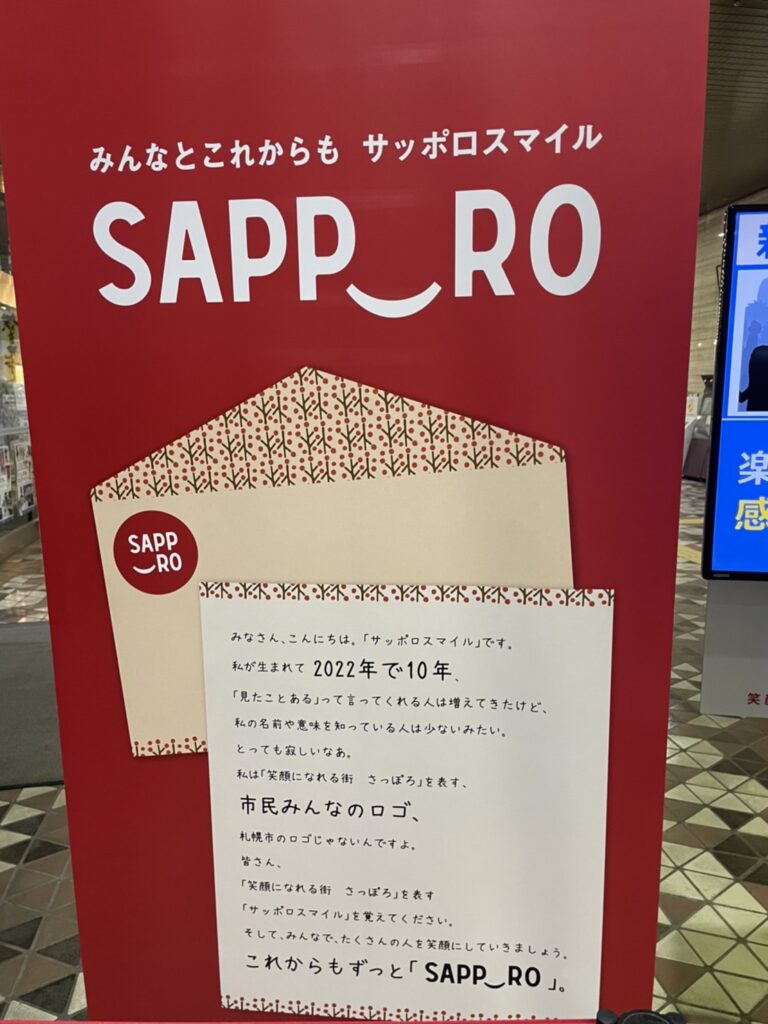 みんなとこれからも サッポロスマイル
SAPP‿RO
SAPP
‿RO
みなさん、こんにちは。「サッポロスマイル」です。
私が生まれて 2022年で10年、
「見たことある」って言ってくれる人は増えてきたけど、
私の名前や意味を知っている人は少ないみたい。
とっても寂しいなあ。
私は「笑顔になれる街 さっぽろ」を表す、
市民みんなのロゴ、
札幌市のロゴじゃないんですよ。
皆さん、
「笑顔になれる街 さっぽろ」を表す
「サッポロスマイル」を覚えてください。
そして、みんなで、たくさんの人を笑顔にしていきましょう。
これからもずっと「SAPP‿RO」。
楽
感
笑